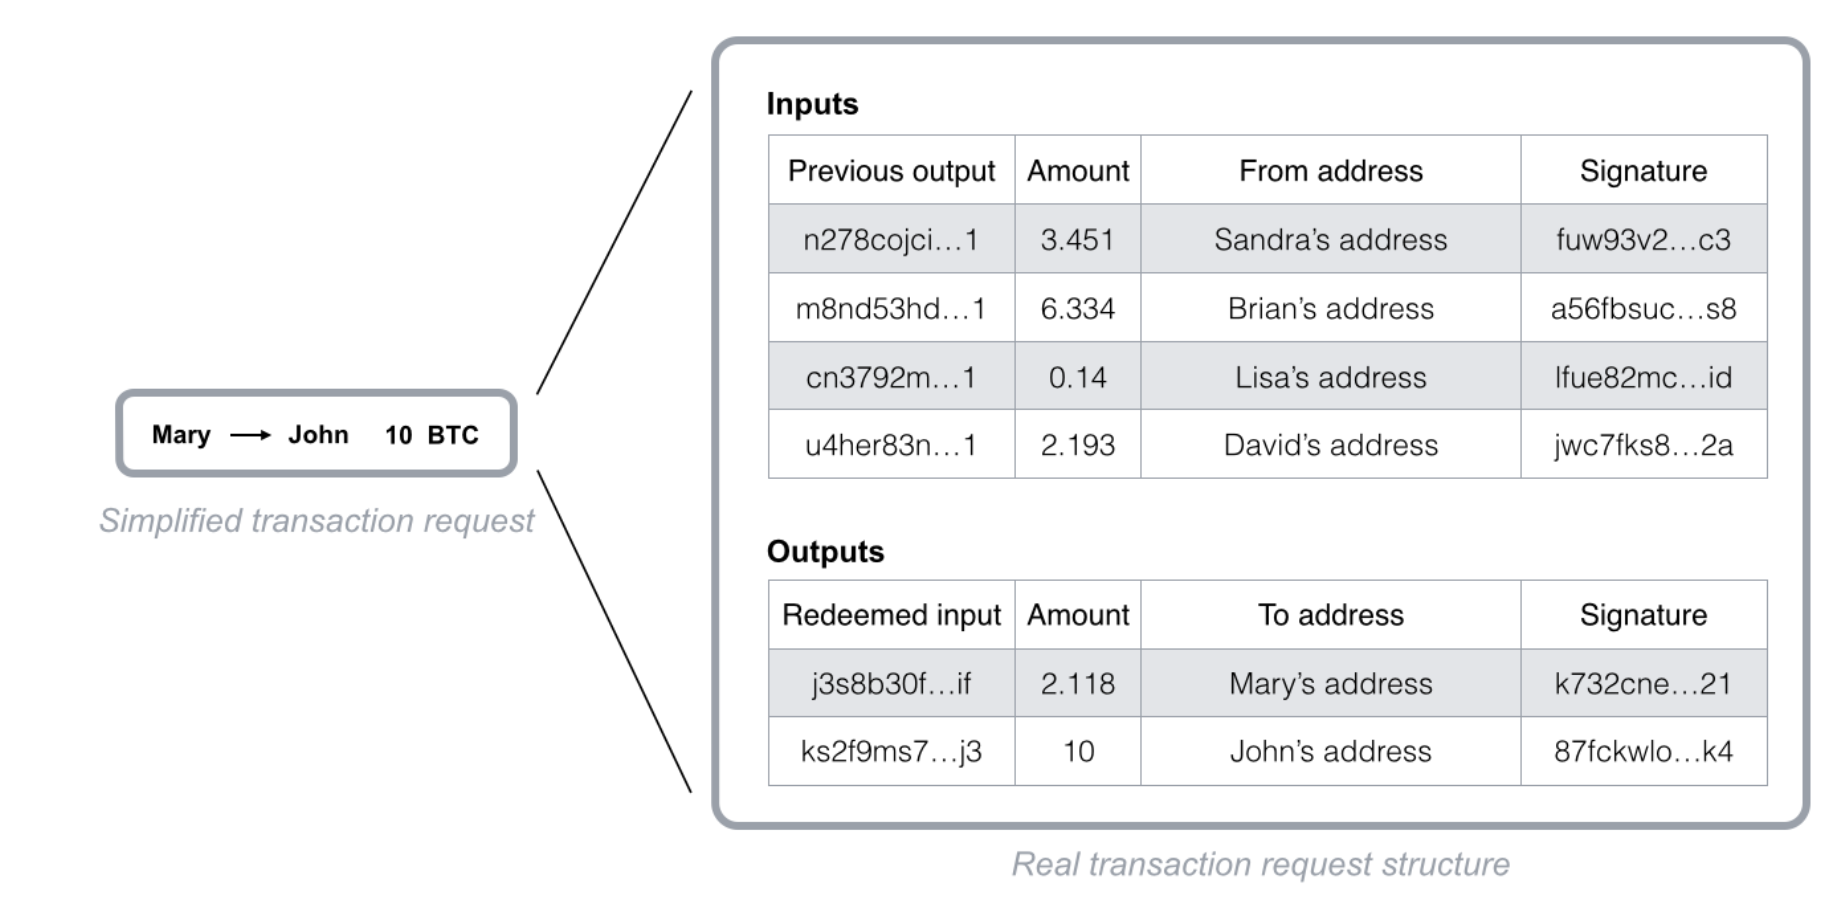 Mary → John 10 BTC
Simplified transaction request
Inputs
Previous output Amount From address Signature
n278cojci...1 3.451 Sandra's address fuw93v2...c3
m8nd53hd...1 6.334 Brian's address a56fbsuc...s8
cn3792m...1 0.14 Lisa's address lfue82mc...id
u4her83n...1 2.193 David's address jwc7fks8...2a
Outputs
Redeemed input Amount To address Signature
j3s8b30f...if 2.118 Mary's address k732cne...21
ks2f9ms7...j3 10 John's address 87fckwlo...k4
Real transaction request structure